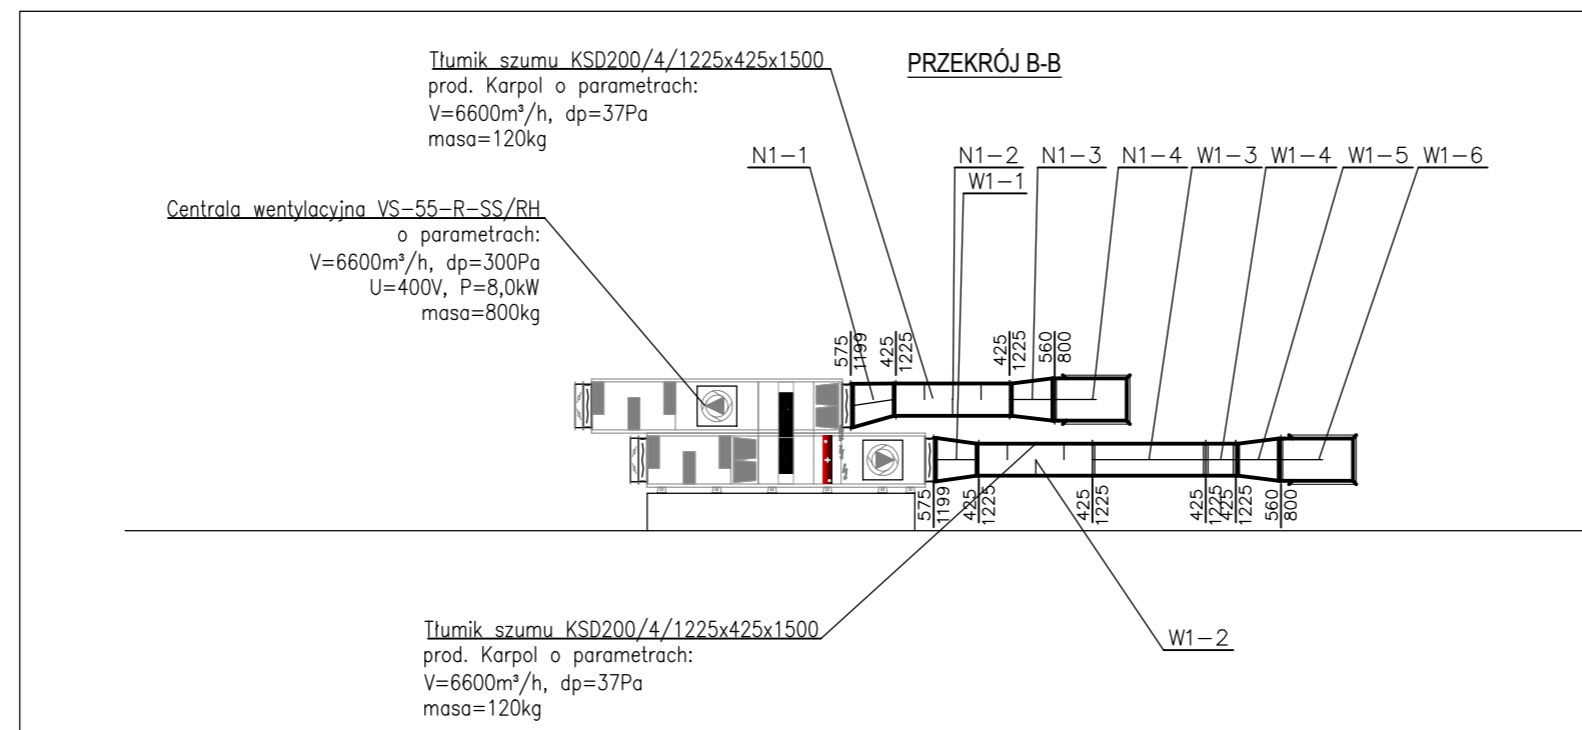 Tłumik szumu KSD200/4/1225x425x1500
prod. Karpol o parametrach:
V=6600m³/h, dp=37Pa
masa=120kg
PRZEKRÓJ B-B
N1-1
N1-2
W1-1
N1-3
N1-4
W1-3
W1-4
W1-5
W1-6
Centrala wentylacyjna VS-55-R-SS/RH
o parametrach:
V=6600m³/h, dp=300Pa
U=400V, P=8,0kW
masa=800kg
575
1199
425
1225
425
1225
560
800
575
1199
425
1225
425
1225
425
1225
425
1225
560
800
Tłumik szumu KSD200/4/1225x425x1500
prod. Karpol o parametrach:
V=6600m³/h, dp=37Pa
masa=120kg
W1-2